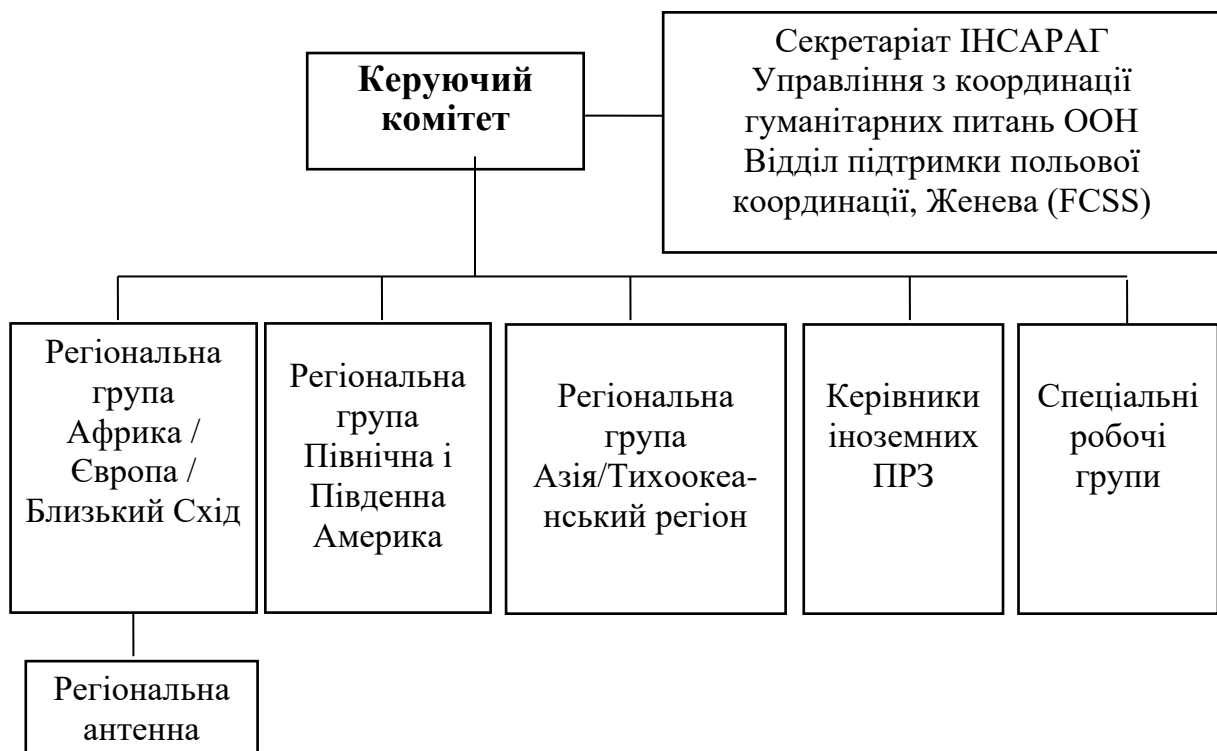 Керуючий
комітет
Секретаріат ІНСАРАГ
Управління з координації
гуманітарних питань ООН
Відділ підтримки польової
координації, Женева (FCSS)
Регіональна
група
Африка /
Європа /
Близький Схід
Регіональна
група
Північна і
Південна
Америка
Регіональна
група
Азія/Тихоокеа-
нський регіон
Керівники
іноземних
ПРЗ
Спеціальні
робочі
групи
Регіональна
антенна